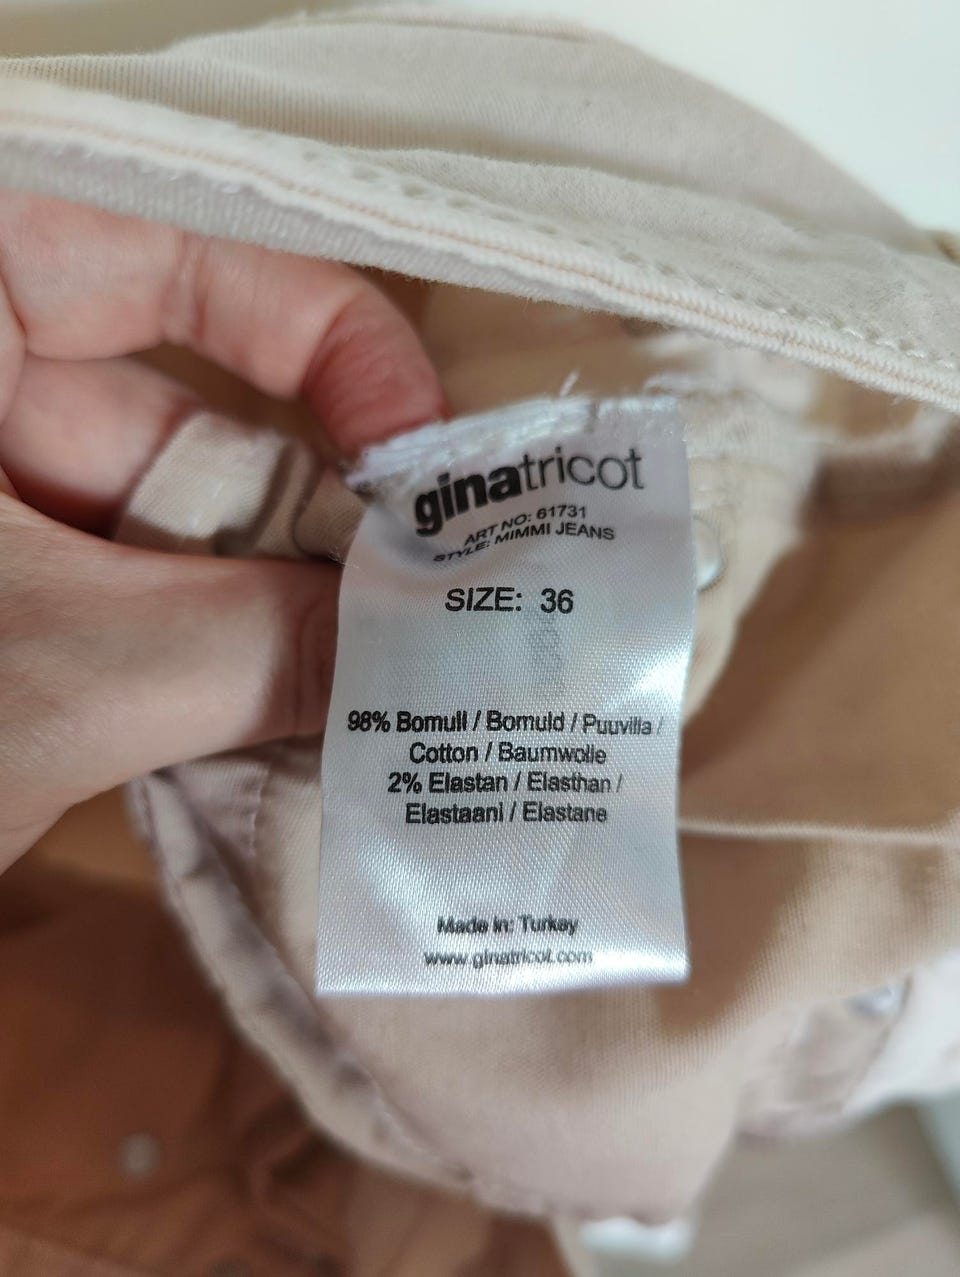 ginatricot
ART NO: 61731
STYLE: MIMMI JEANS
SIZE: 36
98% Bomull / Bomuld / Puuvilla /
Cotton / Baumwolle
2% Elastan / Elasthan /
Elastaani / Elastane
Made in: Turkey
www.ginatricot.com